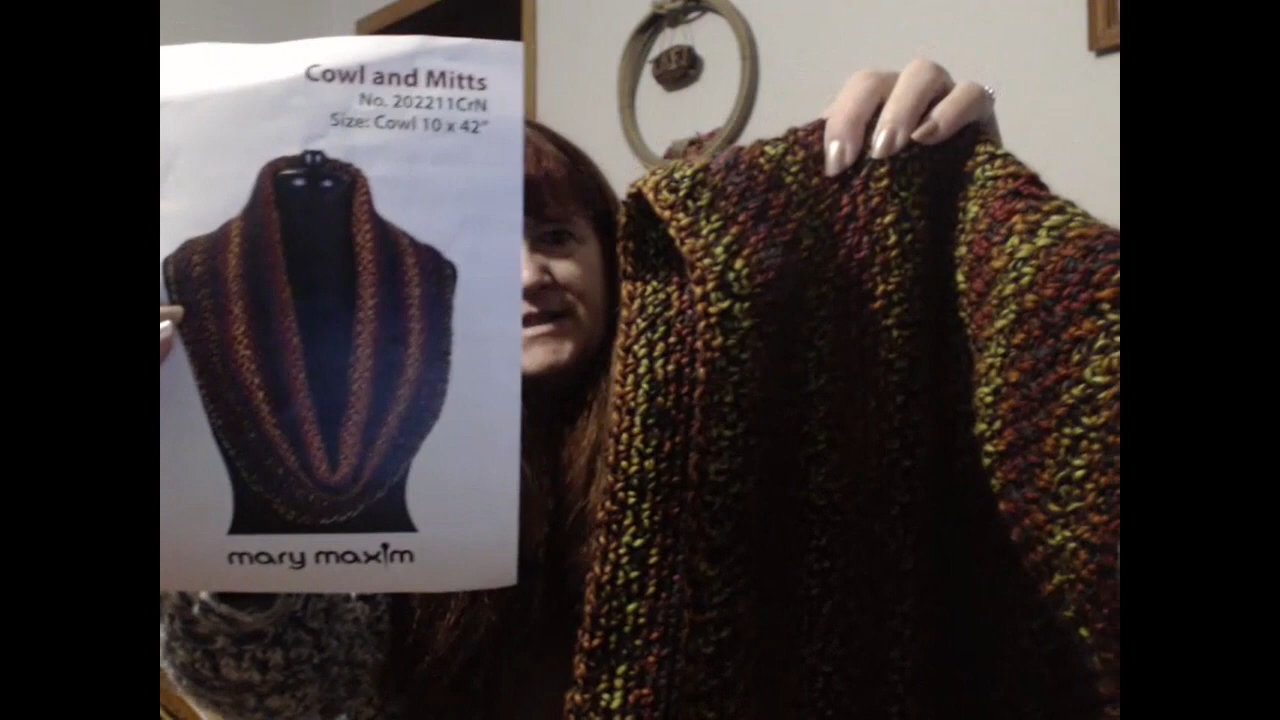 Cowl and Mitts
No. 202211CrN
Size: Cowl 10 x 42"
mary maxim